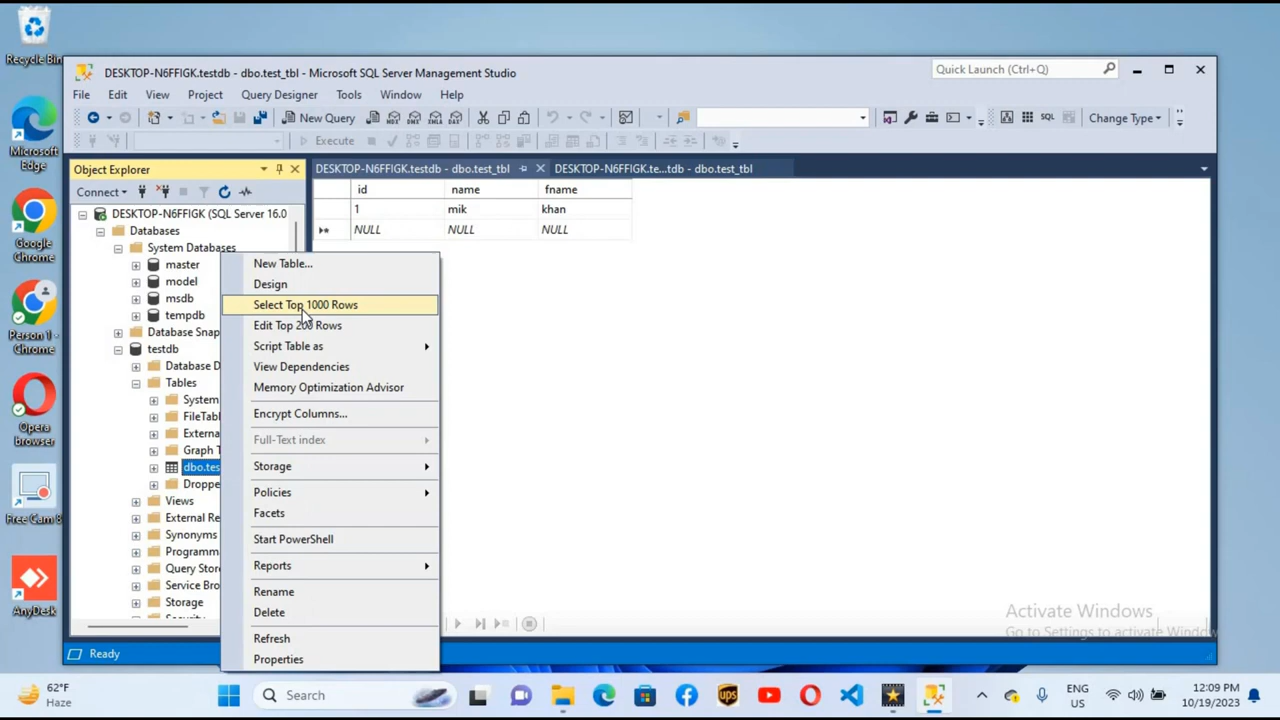 Recycle Bin
Microsoft Edge
Google Chrome
Person 1 - Chrome
Opera browser
Free Cam 8
AnyDesk
DESKTOP-N6FFIGK.testdb - dbo.test_tbl - Microsoft SQL Server Management Studio
Quick Launch (Ctrl+Q)
File Edit View Project Query Designer Tools Window Help
New Query
Change Type
Execute
Object Explorer
DESKTOP-N6FFIGK.testdb - dbo.test_tbl
DESKTOP-N6FFIGK.te...tdb - dbo.test_tbl
Connect
id name fname
1 mik khan
NULL NULL NULL
DESKTOP-N6FFIGK (SQL Server 16.0
Databases
System Databases
master
model
msdb
tempdb
Database Snap
testdb
Database D
Tables
System
FileTabl
Externa
Graph T
dbo.tes
Droppe
Views
External Re
Synonyms
Programm
Query Stor
Service Bro
Storage
New Table...
Design
Select Top 1000 Rows
Edit Top 200 Rows
Script Table as
View Dependencies
Memory Optimization Advisor
Encrypt Columns...
Full-Text index
Storage
Policies
Facets
Start PowerShell
Reports
Rename
Delete
Refresh
Properties
Activate Windows
Go to Settings to activate Windows
Ready
62°F
Haze
Search
ups
ENG
US
12:09 PM
10/19/2023